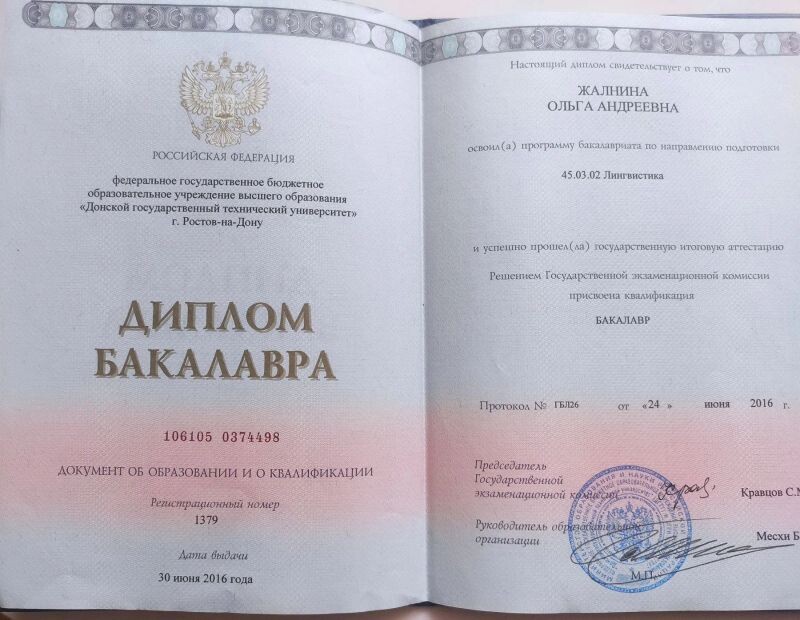 РОССИЙСКАЯ ФЕДЕРАЦИЯ
федеральное государственное бюджетное
образовательное учреждение высшего образования
«Донской государственный технический университет»
г. Ростов-на-Дону
ДИПЛОМ
БАКАЛАВРА
106105 0374498
ДОКУМЕНТ ОБ ОБРАЗОВАНИИ И О КВАЛИФИКАЦИИ
Регистрационный номер
1379
Дата выдачи
30 июня 2016 года
Настоящий диплом свидетельствует о том, что
ЖАЛНИНА
ОЛЬГА АНДРЕЕВНА
освоил(а) программу бакалавриата по направлению подготовки
45.03.02 Лингвистика
и успешно прошел(ла) государственную итоговую аттестацию
Решением Государственной экзаменационной комиссии
присвоена квалификация
БАКАЛАВР
Протокол № ГБЛ26 от «24 » июня 2016 г.
Председатель
Государственной
экзаменационной комиссии Кравцов С.М
Руководитель образовательной
организации Месхи Б
М.П.